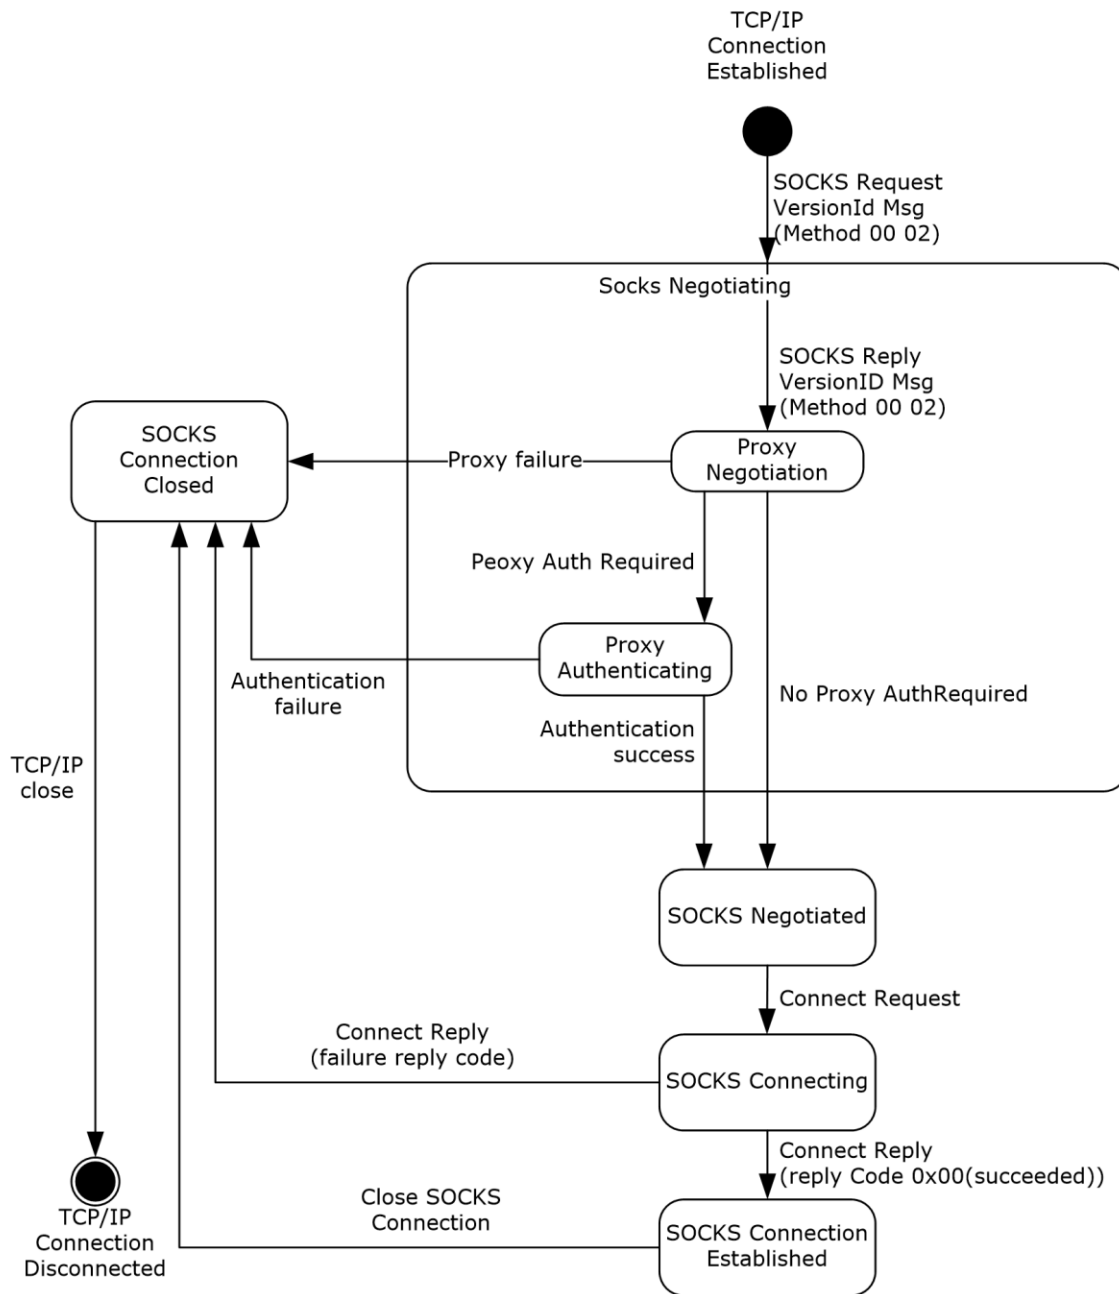 TCP/IP
Connection
Established
SOCKS Request
VersionId Msg
(Method 00 02)
Socks Negotiating
SOCKS Reply
VersionID Msg
(Method 00 02)
SOCKS
Connection
Closed
Proxy failure
Proxy
Negotiation
Peoxy Auth Required
Proxy
Authenticating
Authentication
failure
No Proxy AuthRequired
Authentication
success
TCP/IP
close
SOCKS Negotiated
Connect Request
Connect Reply
(failure reply code)
SOCKS Connecting
Connect Reply
(reply Code 0x00(succeeded))
Close SOCKS
Connection
TCP/IP
Connection
Disconnected
SOCKS Connection
Established